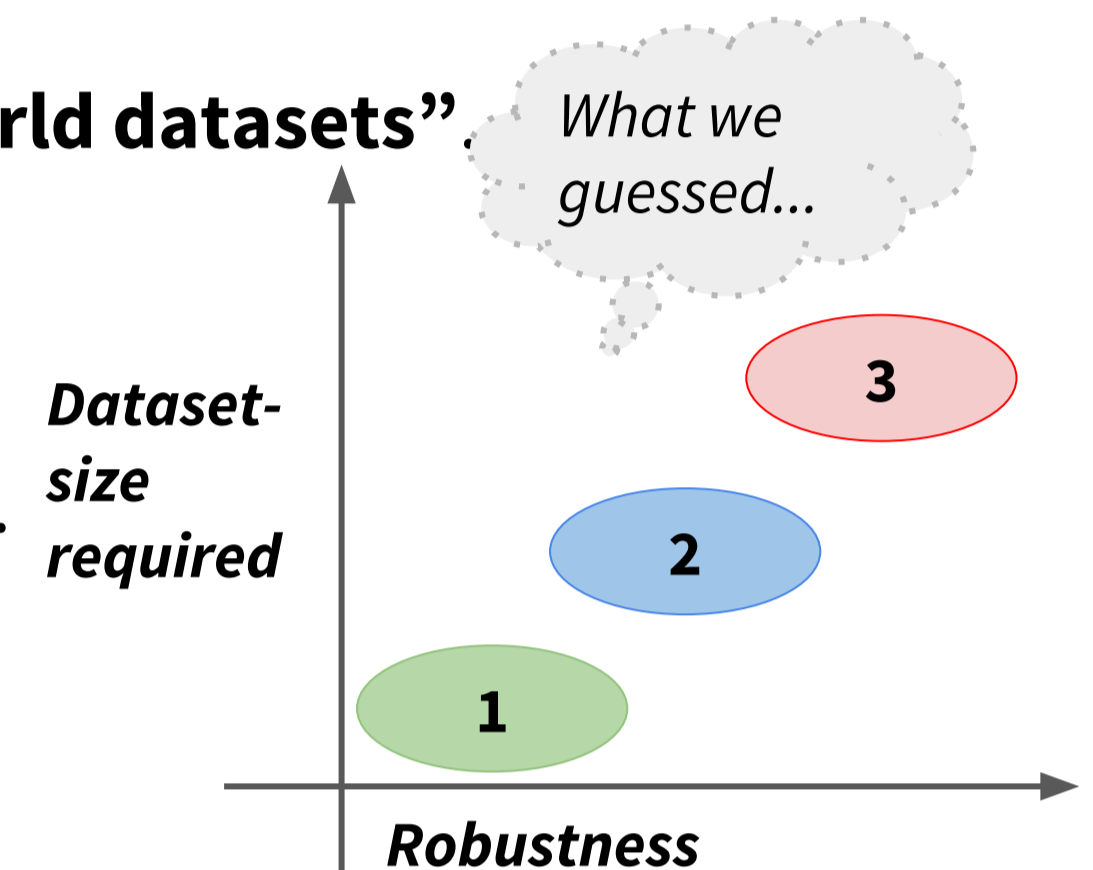 rld datasets”.
What we
guessed...
3
Dataset-
size
required
2
1
Robustness